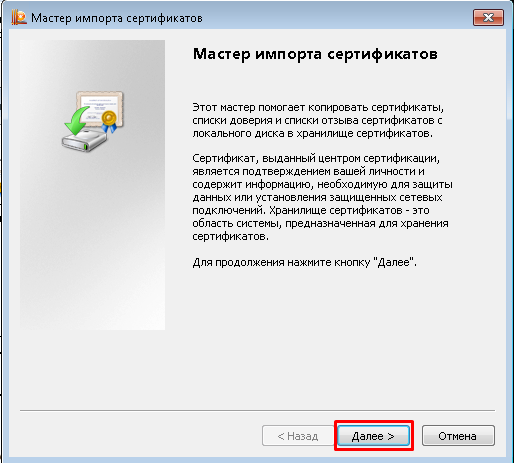 Мастер импорта сертификатов
Мастер импорта сертификатов
Этот мастер помогает копировать сертификаты,
списки доверия и списки отзыва сертификатов с
локального диска в хранилище сертификатов.
Сертификат, выданный центром сертификации,
является подтверждением вашей личности и
содержит информацию, необходимую для защиты
данных или установления защищенных сетевых
подключений. Хранилище сертификатов - это
область системы, предназначенная для хранения
сертификатов.
Для продолжения нажмите кнопку "Далее".
< Назад
Далее >
Отмена